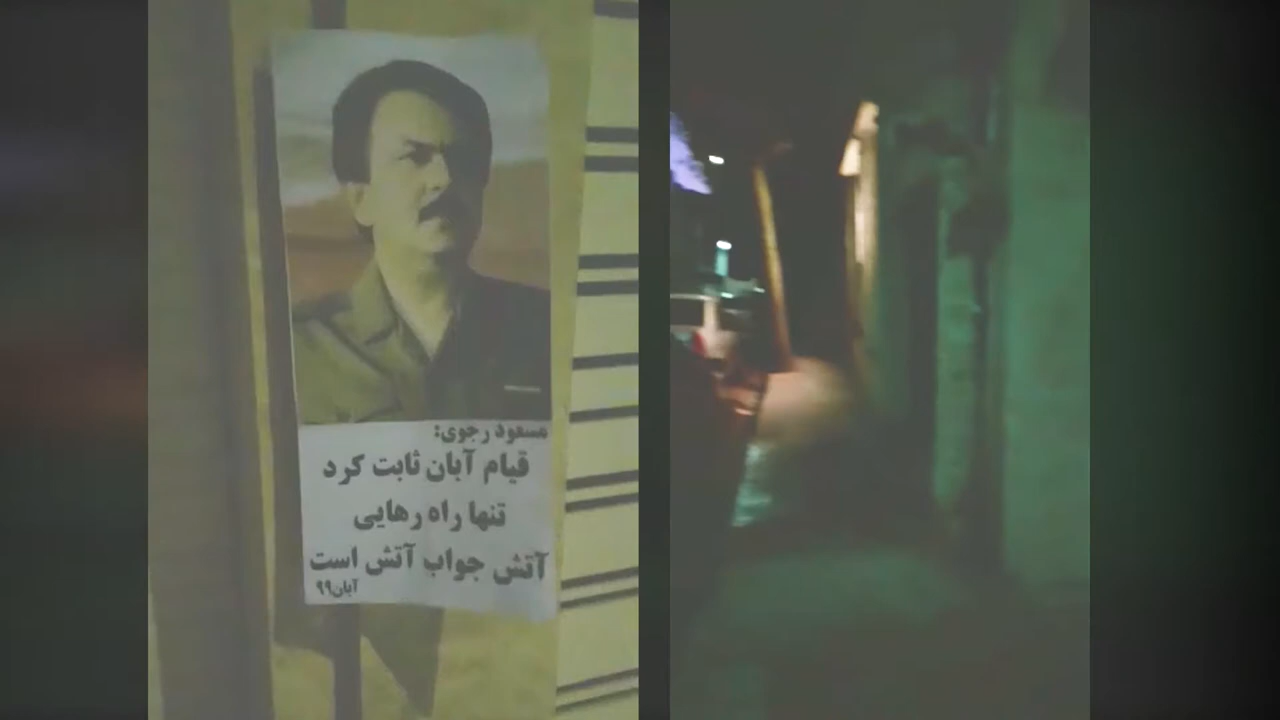 مسعود رجوی:
قیام آبان ثابت کرد
تنها راه رهایی
آتش جواب آتش است
آبان۹۹